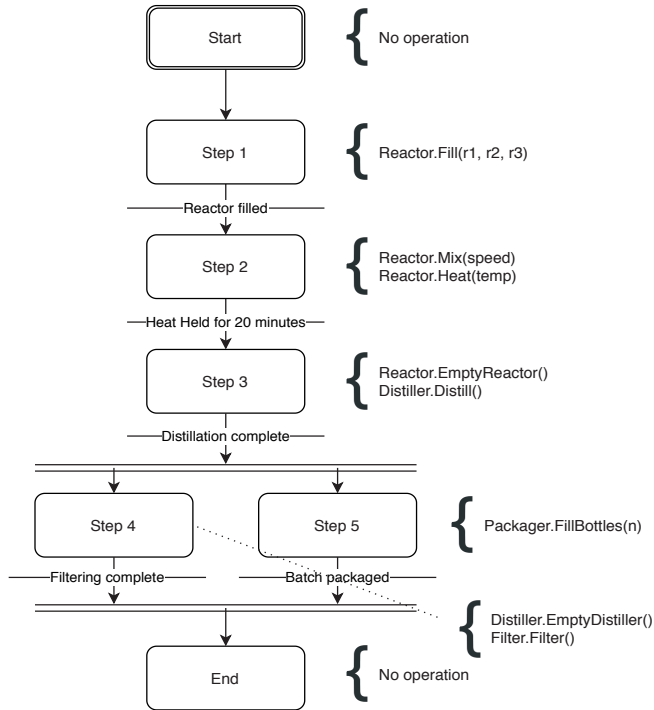 Start
No operation
Step 1
Reactor.Fill(r1, r2, r3)
Reactor filled
Step 2
Reactor.Mix(speed)
Reactor.Heat(temp)
Heat Held for 20 minutes
Step 3
Reactor.EmptyReactor()
Distiller.Distill()
Distillation complete
Step 4
Step 5
Packager.FillBottles(n)
Filtering complete
Batch packaged
Distiller.EmptyDistiller()
Filter.Filter()
End
No operation